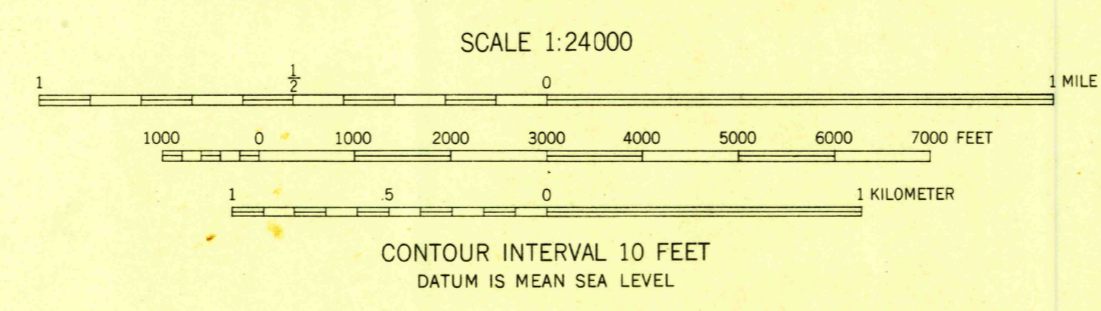 SCALE 1:24000
1 1/2 0 1 MILE
1000 0 1000 2000 3000 4000 5000 6000 7000 FEET
1 .5 0 1 KILOMETER
CONTOUR INTERVAL 10 FEET
DATUM IS MEAN SEA LEVEL